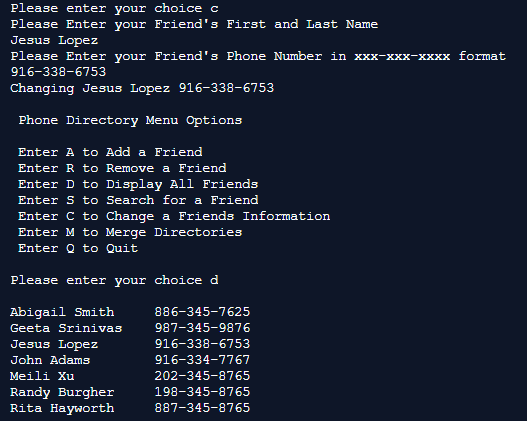 Please enter your choice c
Please Enter your Friend's First and Last Name
Jesus Lopez
Please Enter your Friend's Phone Number in xxx-xxx-xxxx format
916-338-6753
Changing Jesus Lopez 916-338-6753
Phone Directory Menu Options
Enter A to Add a Friend
Enter R to Remove a Friend
Enter D to Display All Friends
Enter S to Search for a Friend
Enter C to Change a Friends Information
Enter M to Merge Directories
Enter Q to Quit
Please enter your choice d
Abigail Smith 886-345-7625
Geeta Srinivas 987-345-9876
Jesus Lopez 916-338-6753
John Adams 916-334-7767
Meili Xu 202-345-8765
Randy Burgher 198-345-8765
Rita Hayworth 887-345-8765